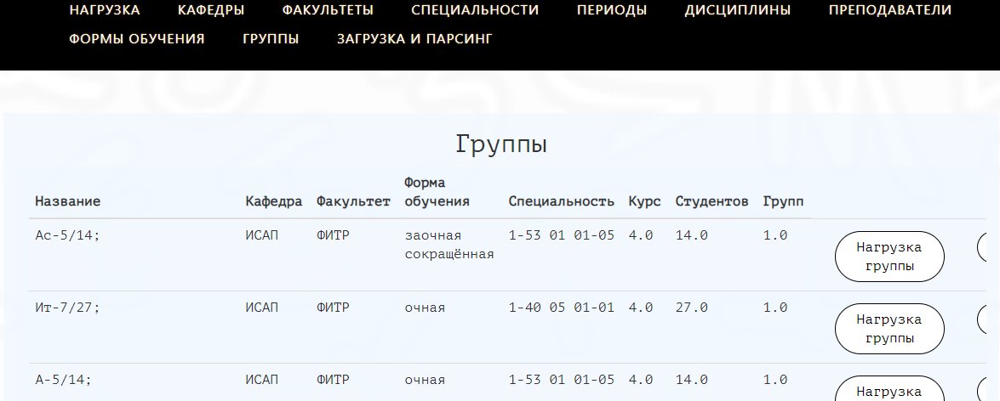 НАГРУЗКА КАФЕДРЫ ФАКУЛЬТЕТЫ СПЕЦИАЛЬНОСТИ ПЕРИОДЫ ДИСЦИПЛИНЫ ПРЕПОДАВАТЕЛИ
ФОРМЫ ОБУЧЕНИЯ ГРУППЫ ЗАГРУЗКА И ПАРСИНГ
Группы
Название Кафедра Факультет Форма обучения Специальность Курс Студентов Групп
Ас-5/14; ИСАП ФИТР заочная сокращённая 1-53 01 01-05 4.0 14.0 1.0 Нагрузка группы
Ит-7/27; ИСАП ФИТР очная 1-40 05 01-01 4.0 27.0 1.0 Нагрузка группы
А-5/14; ИСАП ФИТР очная 1-53 01 01-05 4.0 14.0 1.0 Нагрузка